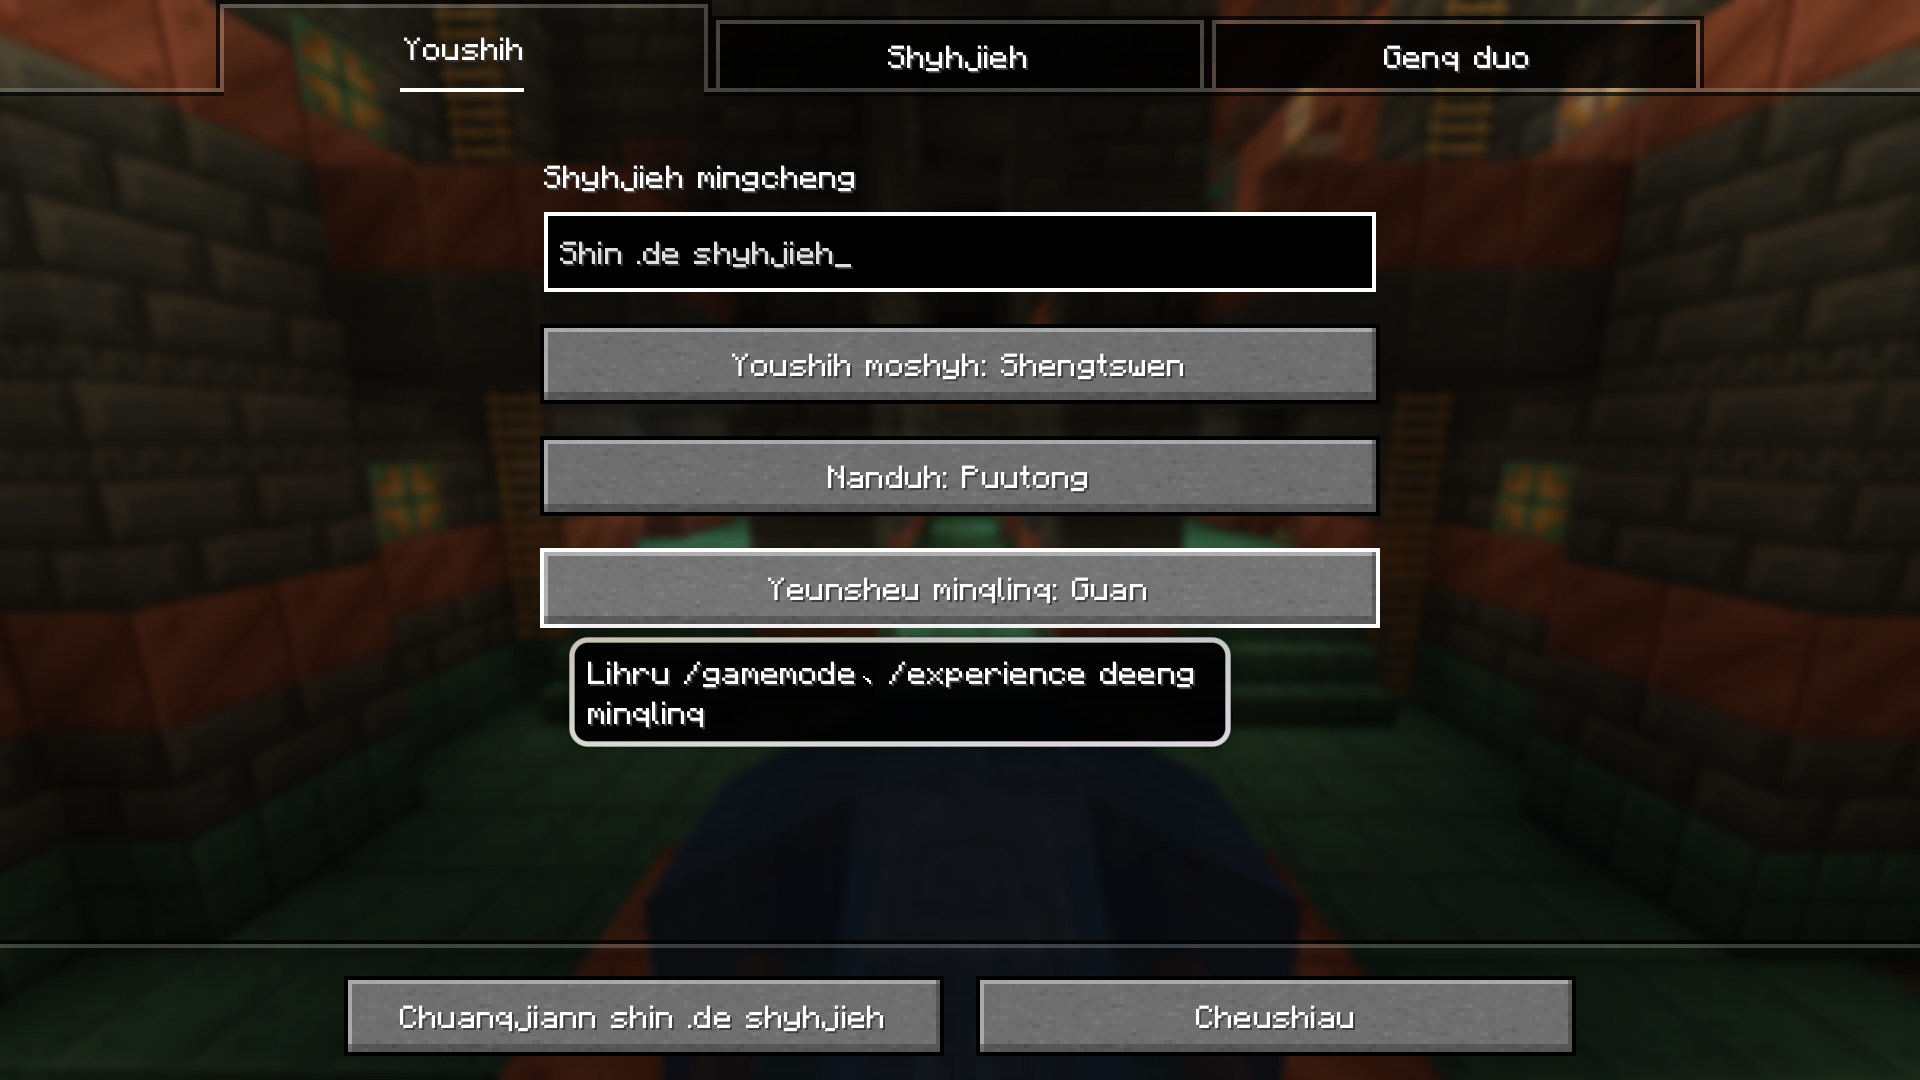 Youshih
Shyhjieh
Genq duo
Shyhjieh mingcheng
Shin .de shyhjieh_
Youshih moshyh: Shengtswen
Nanduh: Puutong
Yeunsheu minqlinq: Guan
Lihru /gamemode、/experience deeng
minqlinq
Chuanqjiann shin .de shyhjieh
Cheushiau